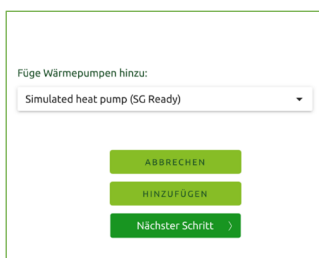 Füge Wärmepumpen hinzu:
Simulated heat pump (SG Ready)
ABBRECHEN
HINZUFÜGEN
Nächster Schritt